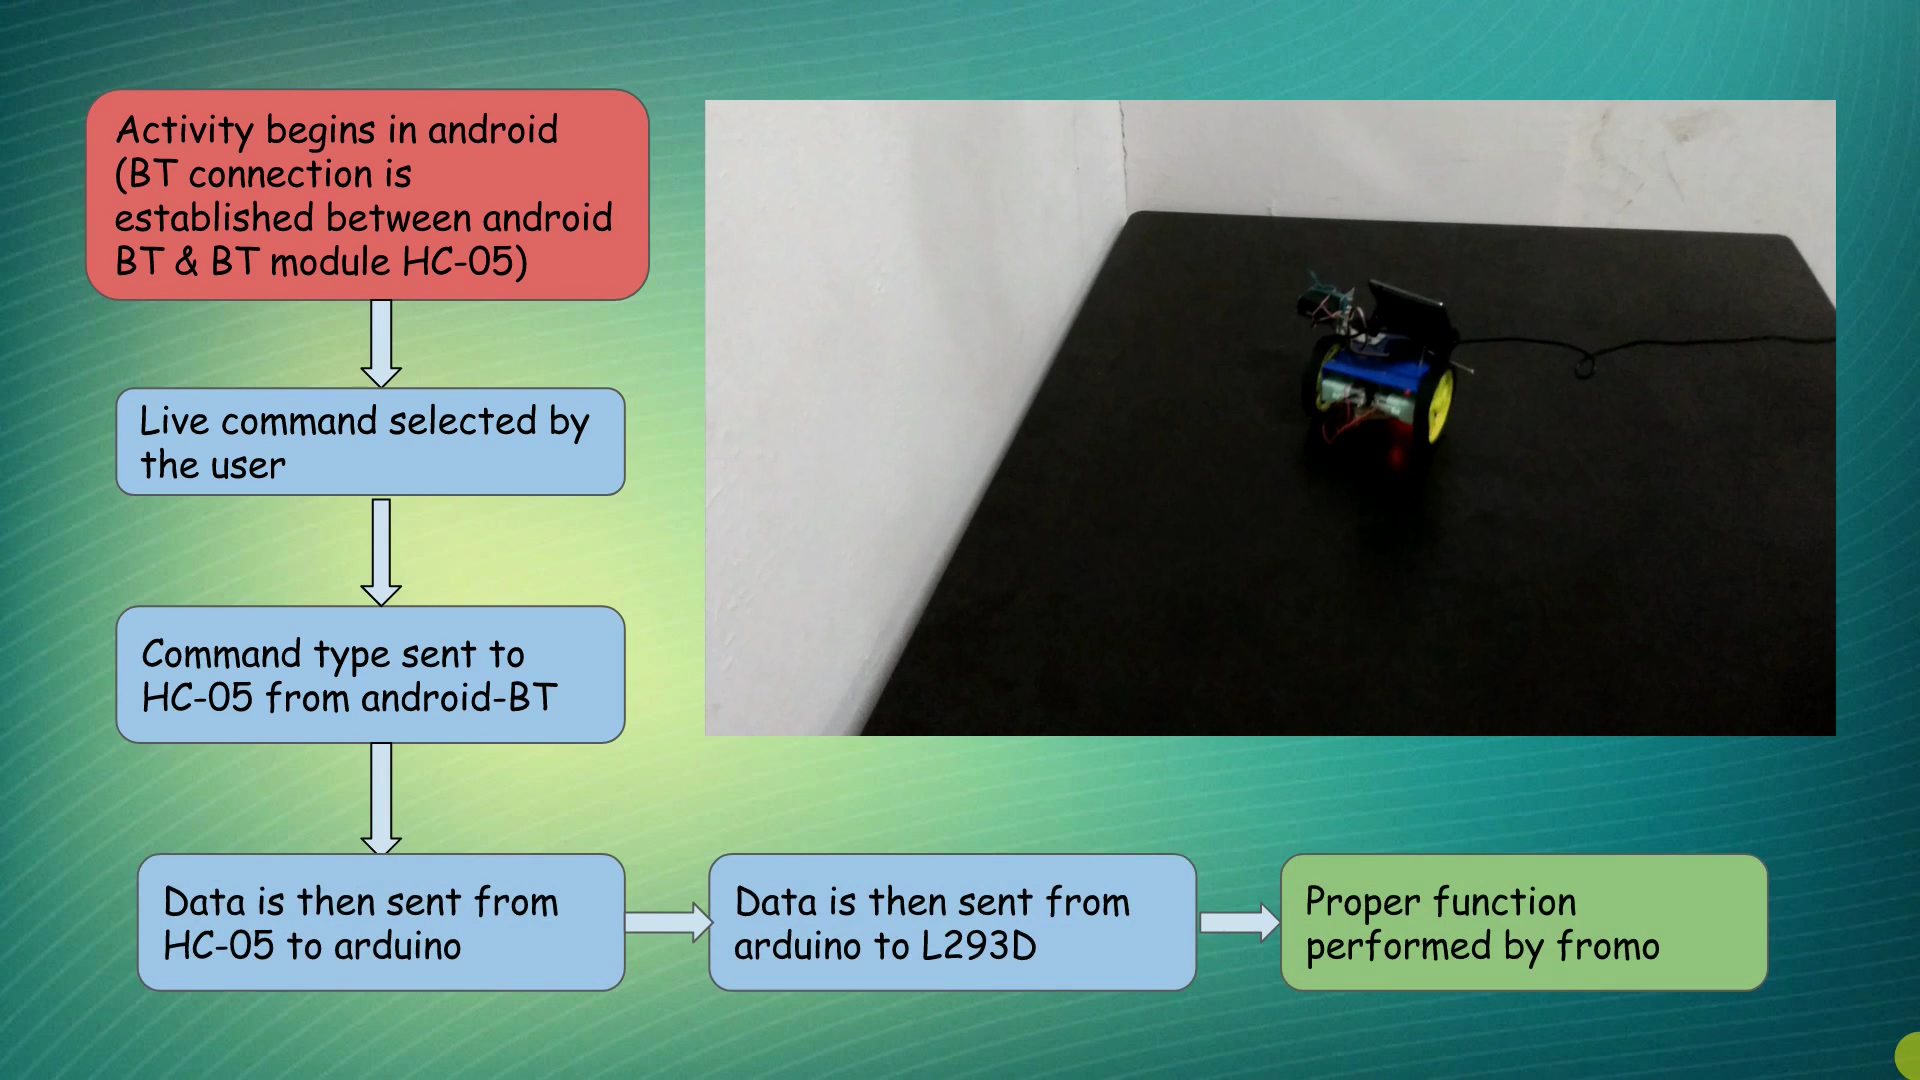 Activity begins in android
(BT connection is
established between android
BT & BT module HC-05)
Live command selected by
the user
Command type sent to
HC-05 from android-BT
Data is then sent from
HC-05 to arduino
Data is then sent from
arduino to L293D
Proper function
performed by fromo